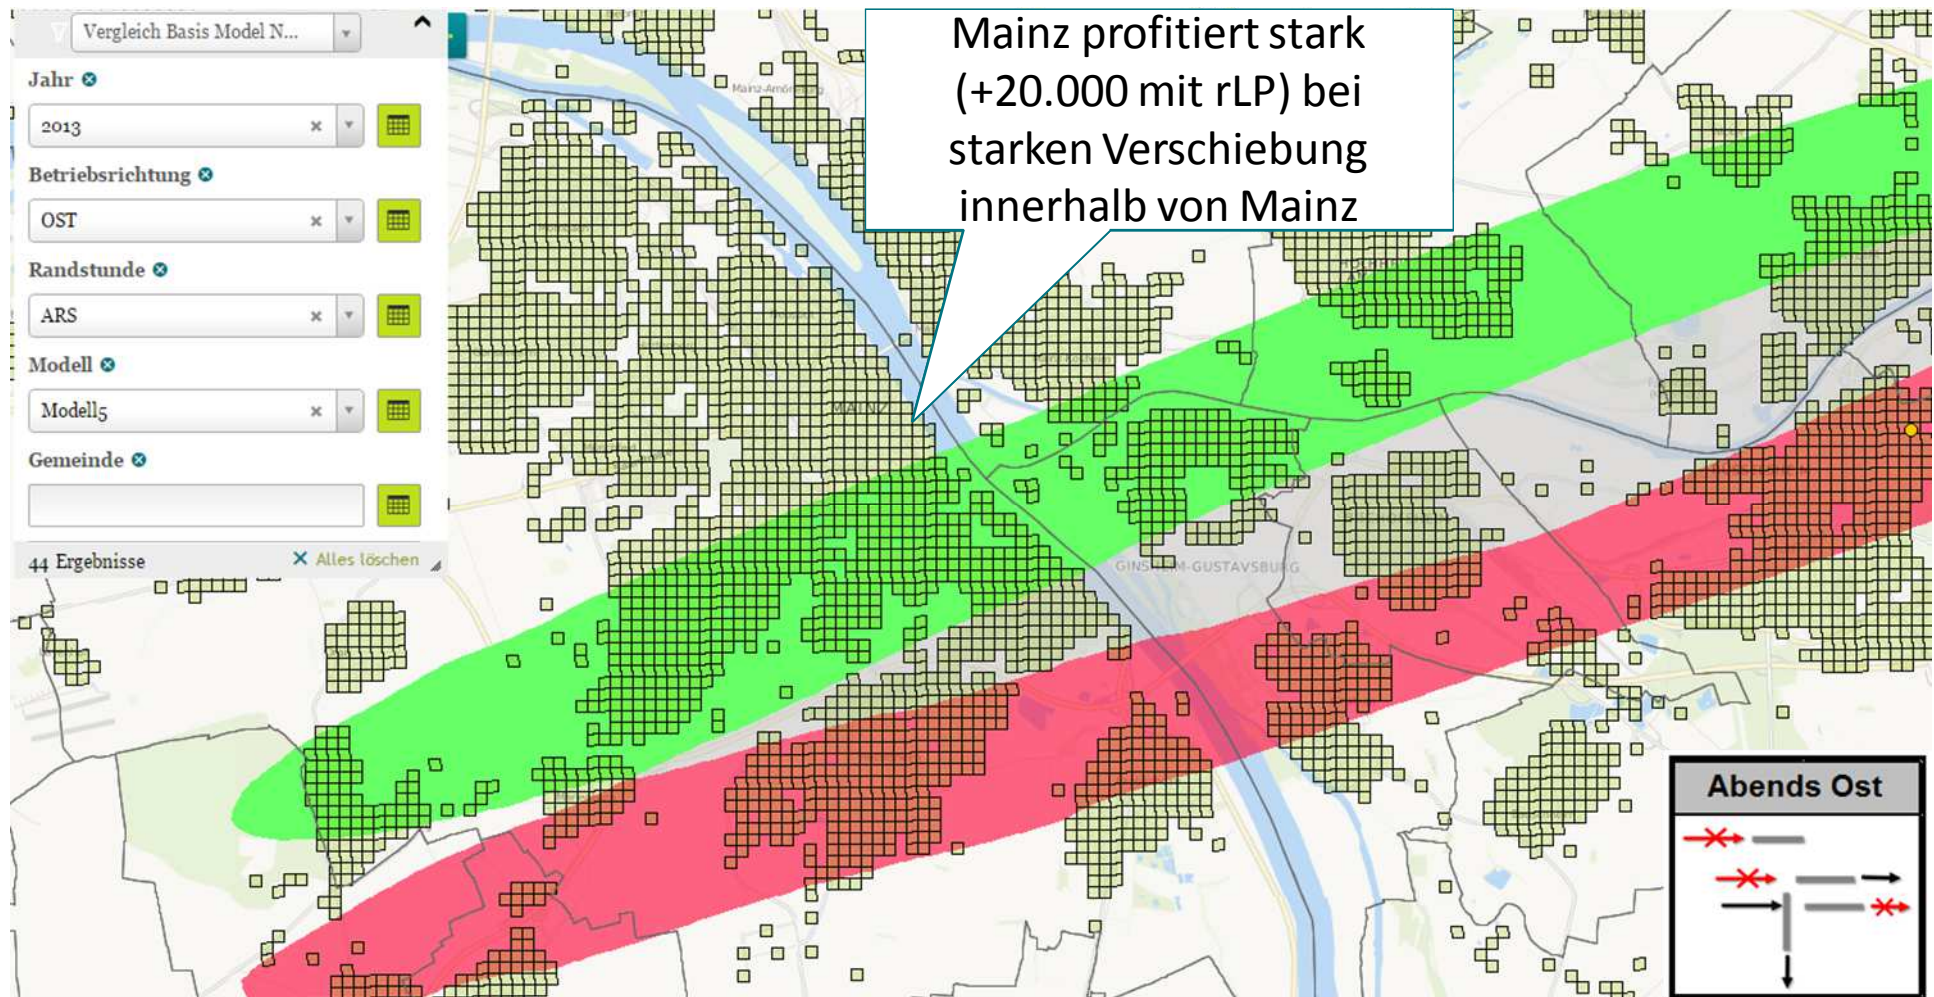 Vergleich Basis Model N...
Jahr
2013
Betriebsrichtung
OST
Randstunde
ARS
Modell
Modell5
Gemeinde
44 Ergebnisse
Alles löschen
Mainz profitiert stark
(+20.000 mit rLP) bei
starken Verschiebung
innerhalb von Mainz
MAINZ
GINSHEIM-GUSTAVSBURG
Abends Ost